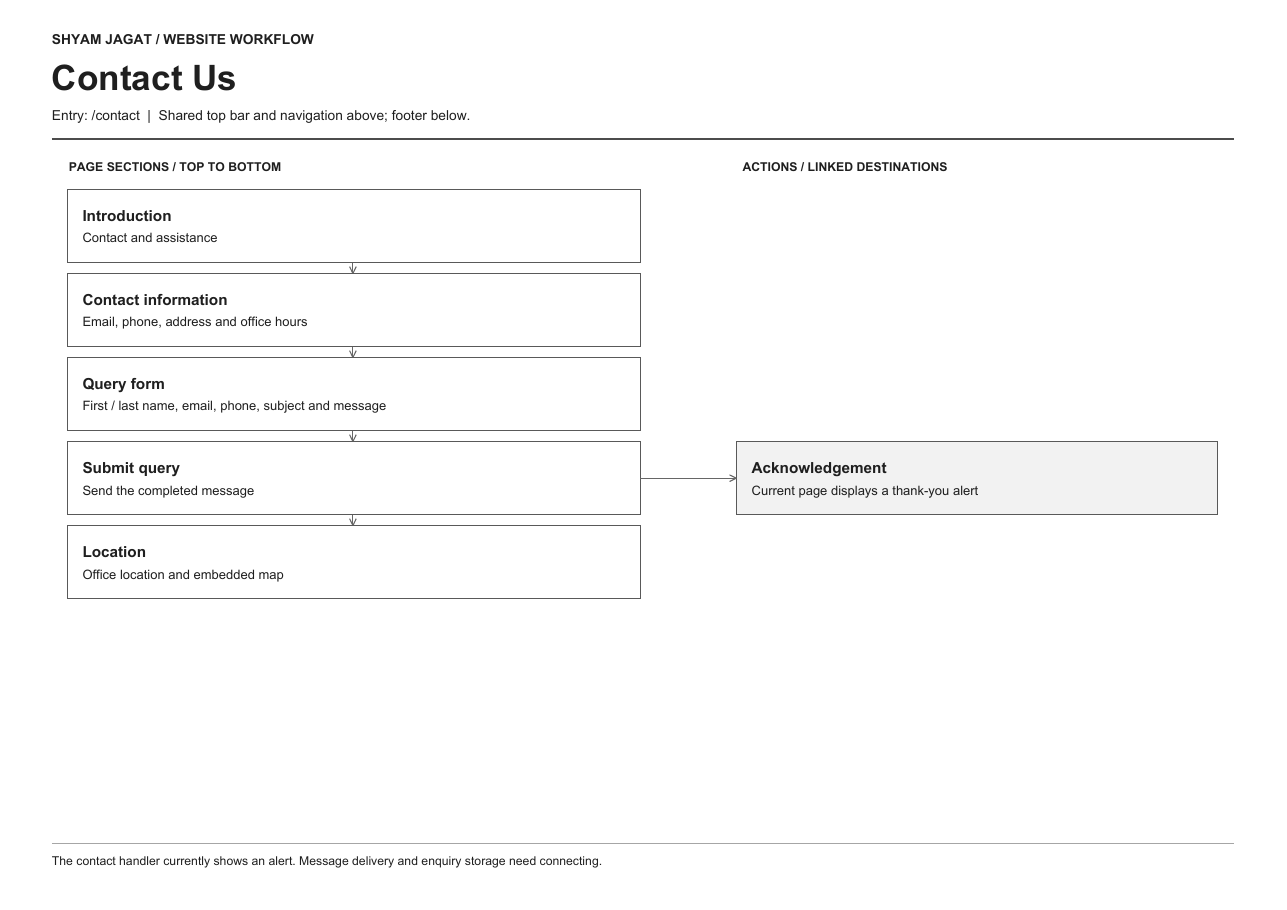 SHYAM JAGAT / WEBSITE WORKFLOW
Contact Us
Entry: /contact | Shared top bar and navigation above; footer below.
PAGE SECTIONS / TOP TO BOTTOM
ACTIONS / LINKED DESTINATIONS
Introduction
Contact and assistance
Contact information
Email, phone, address and office hours
Query form
First / last name, email, phone, subject and message
Submit query
Send the completed message
Acknowledgement
Current page displays a thank-you alert
Location
Office location and embedded map
The contact handler currently shows an alert. Message delivery and enquiry storage need connecting.